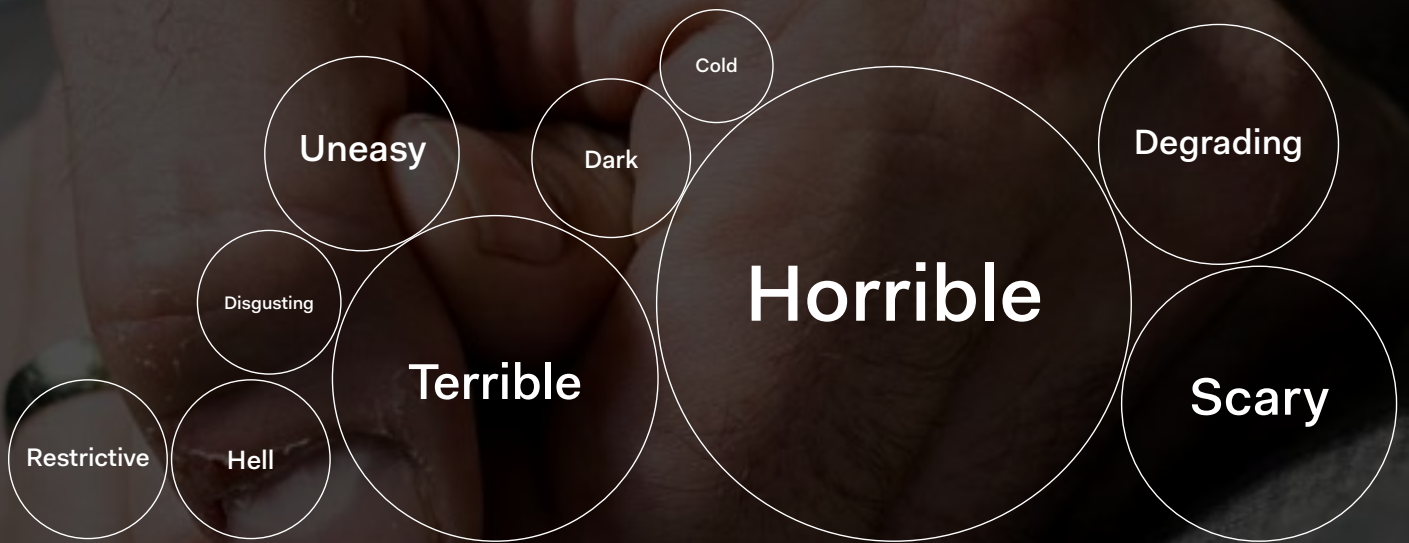 Cold
Uneasy
Dark
Degrading
Disgusting
Horrible
Terrible
Scary
Restrictive
Hell